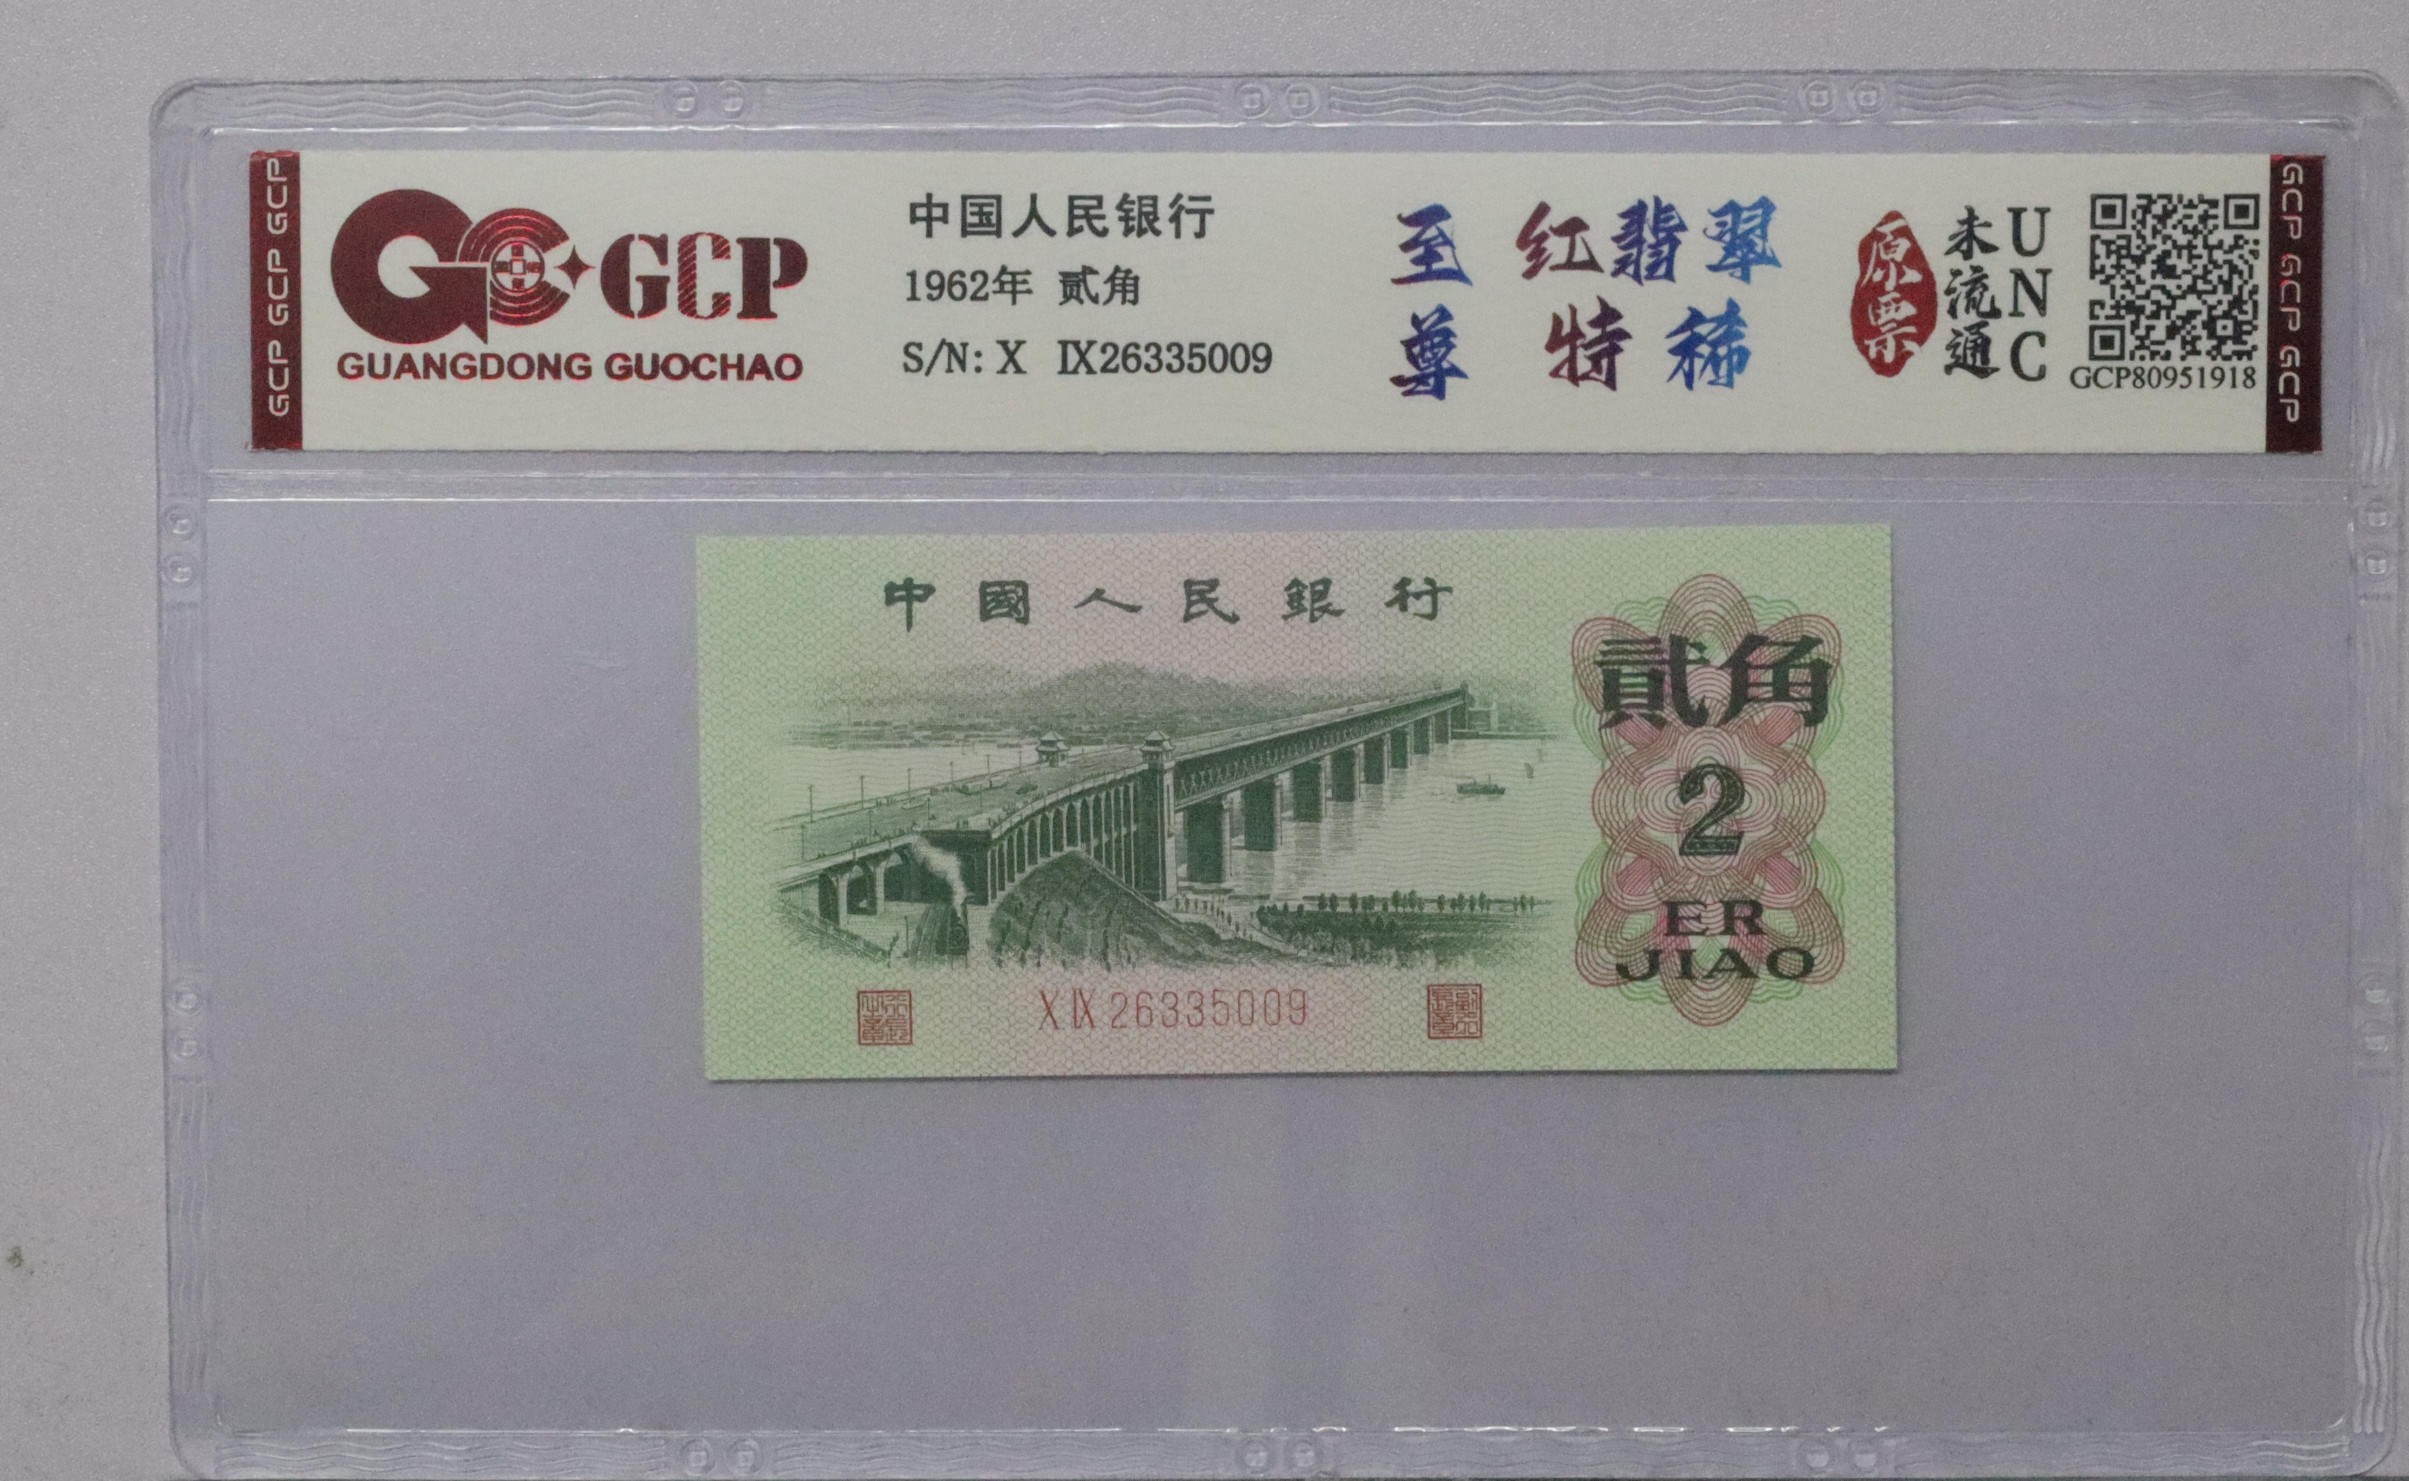 GCP GCP GCP
GCP
GUANGDONG GUOCHAO
中国人民银行
1962年 贰角
S/N: X IX26335009
至尊
红翡翠
特稀
原票
未流通
UNC
GCP80951918
GCP GCP GCP
中國人民銀行
貳角
2
ER
JIAO
X IX 26335009